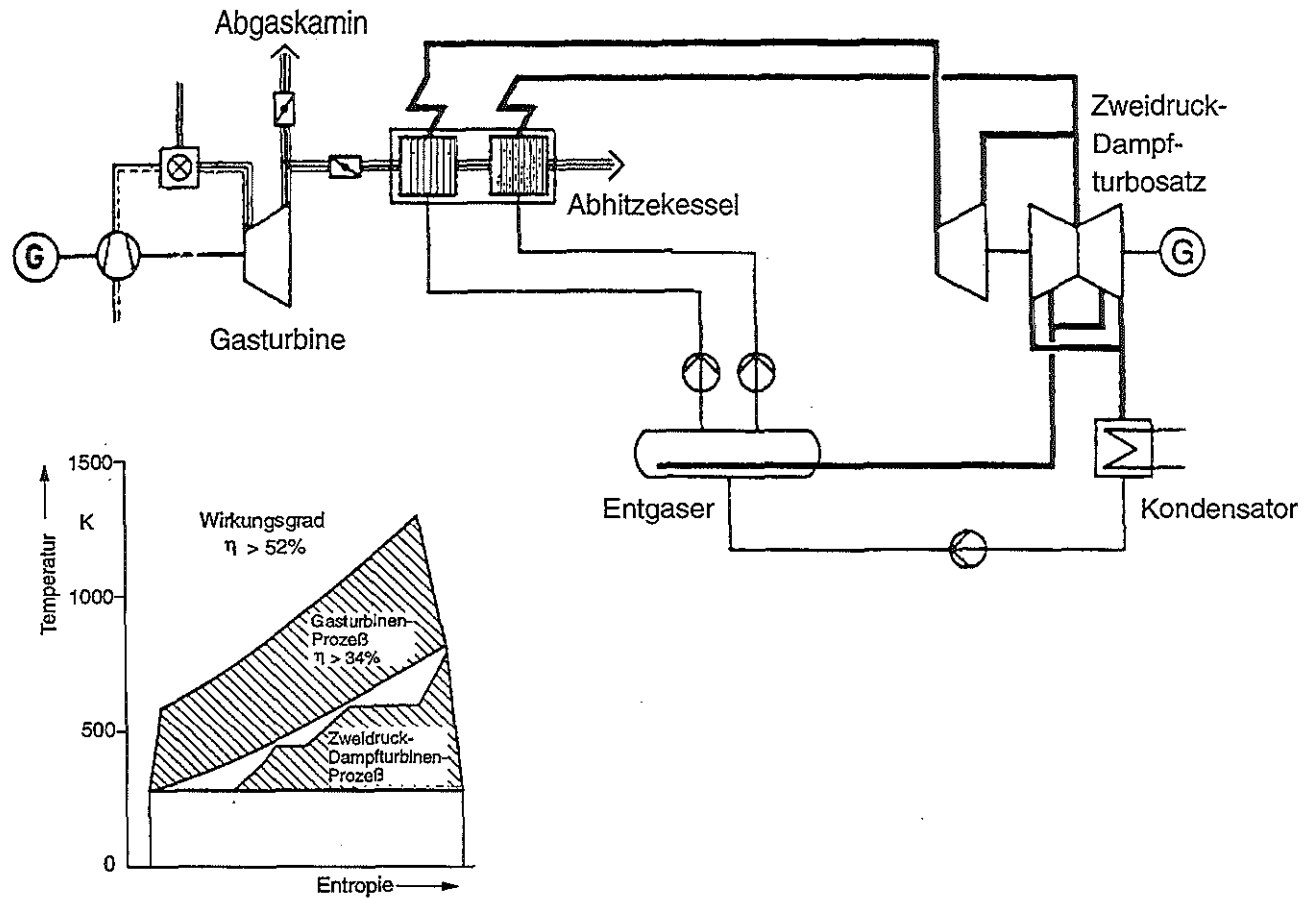 Abgaskamin
Zweidruck-
Dampf-
turbosatz
Abhitzekessel
G
G
Gasturbine
Entgaser
Kondensator
1500
K
1000
500
0
Temperatur
Wirkungsgrad
η > 52%
Gasturbinen-
Prozeß
η > 34%
Zweidruck-
Dampfturbinen-
Prozeß
Entropie